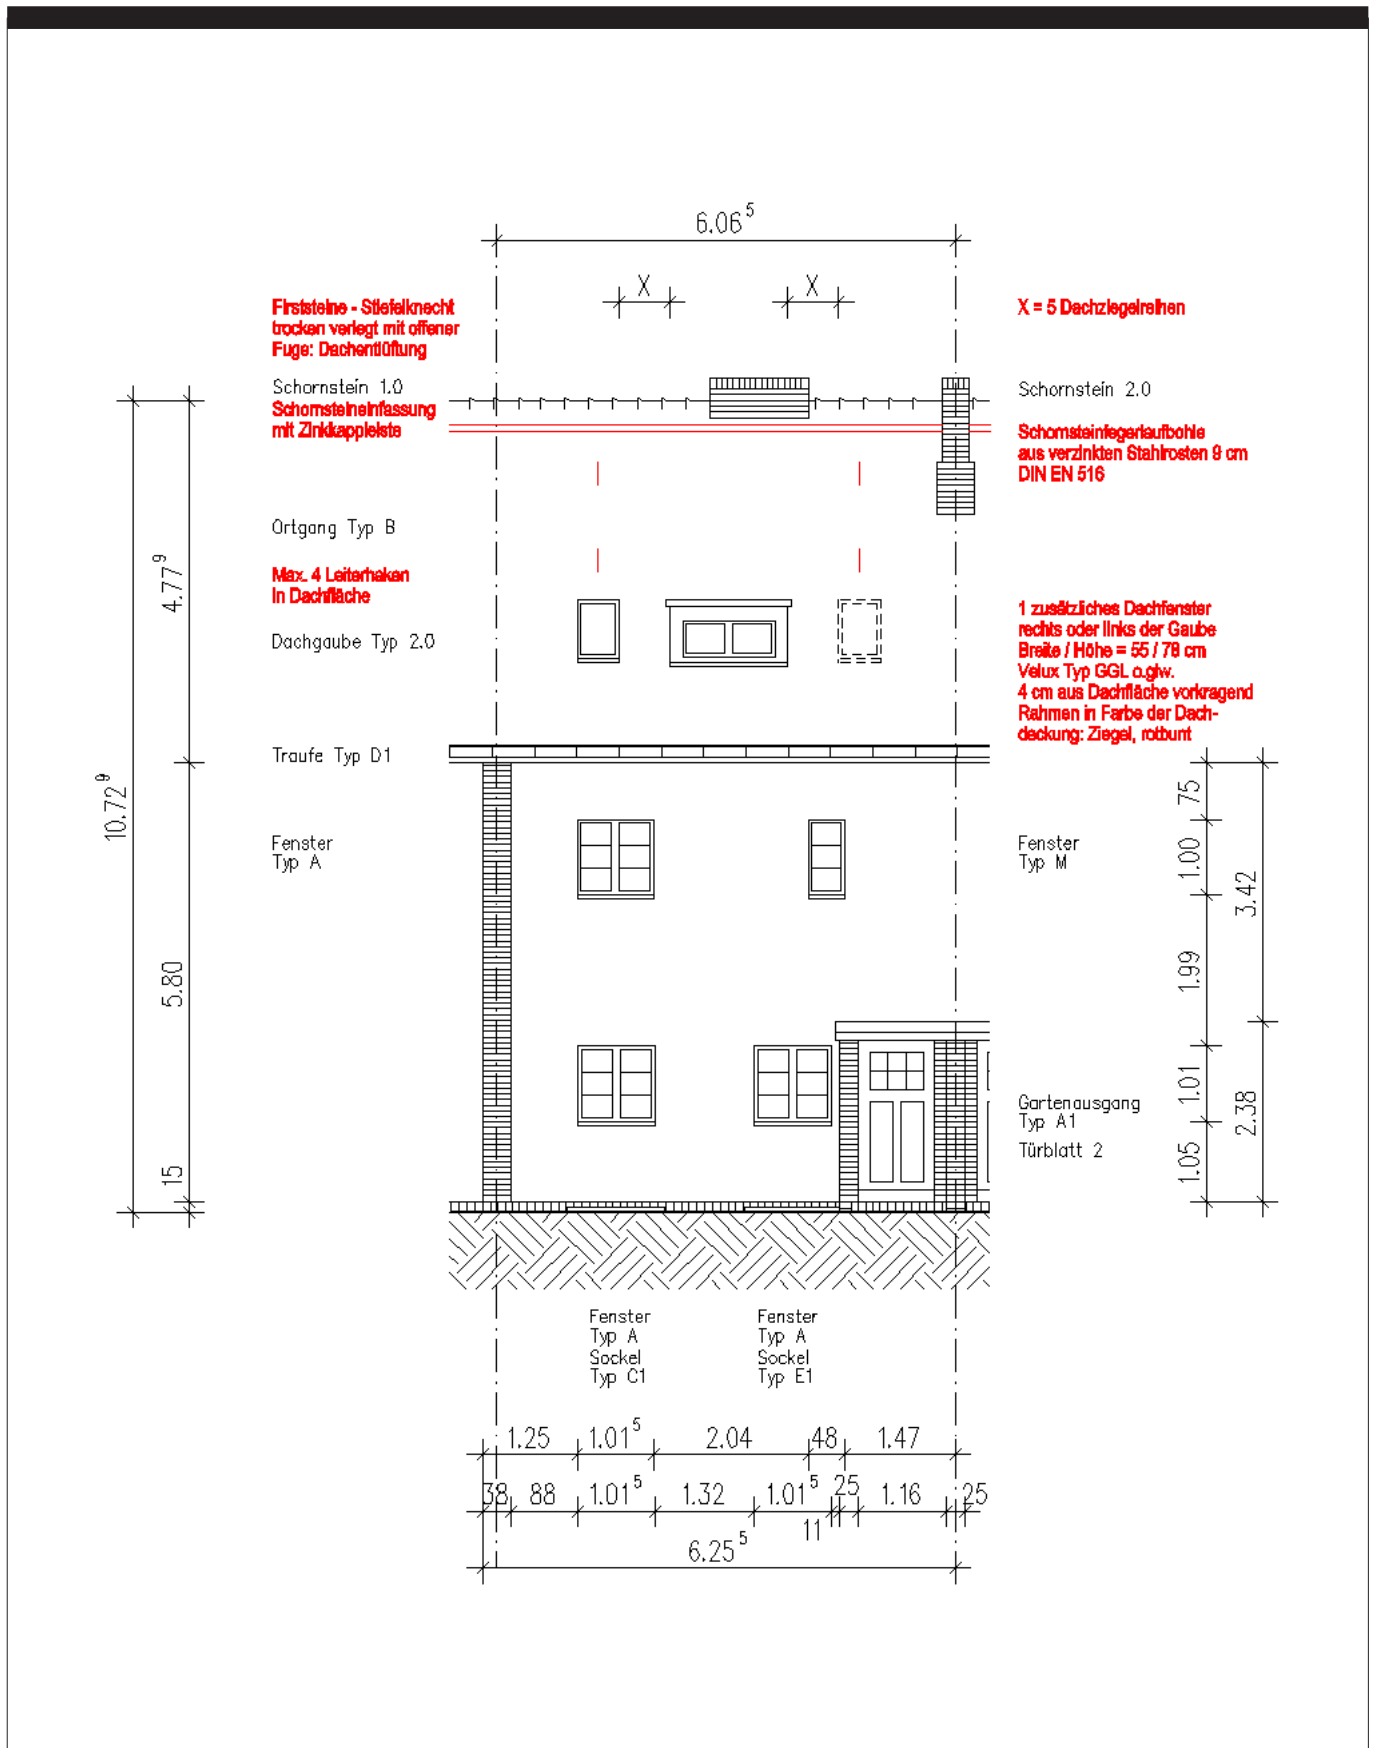 6.06⁵
X
X
Firststeine - Stiefelknecht
trocken verlegt mit offener
Fuge: Dachentlüftung
X = 5 Dachziegelreihen
Schornstein 1.0
Schornsteineinfassung
mit Zinkkappleiste
Schornstein 2.0
Schornsteinfegerlaufbohle
aus verzinkten Stahlrosten 9 cm
DIN EN 516
Ortgang Typ B
Max. 4 Leiterhaken
in Dachfläche
Dachgaube Typ 2.0
1 zusätzliches Dachfenster
rechts oder links der Gaube
Breite / Höhe = 55 / 78 cm
Velux Typ GGL o.glw.
4 cm aus Dachfläche vorkragend
Rahmen in Farbe der Dach-
deckung: Ziegel, rotbunt
4.77⁹
Traufe Typ D1
10.72⁹
75
Fenster
Typ A
Fenster
Typ M
1.00
3.42
5.80
1.99
1.01
Gartenausgang
Typ A1
Türblatt 2
2.38
15
1.05
Fenster
Typ A
Sockel
Typ C1
Fenster
Typ A
Sockel
Typ E1
1.25 1.01⁵ 2.04 48 1.47
38 88 1.01⁵ 1.32 1.01⁵ 25 1.16 25
11
6.25⁵